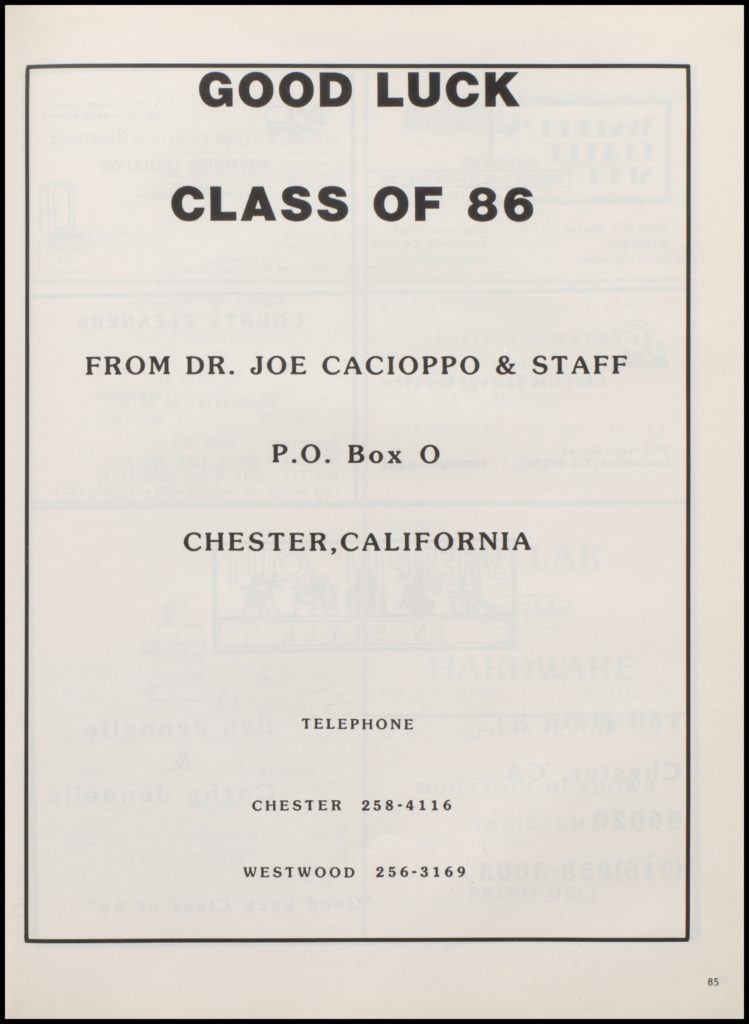 GOOD LUCK
CLASS OF 86
FROM DR. JOE CACIOPPO & STAFF
P.O. Box O
CHESTER,CALIFORNIA
TELEPHONE
CHESTER 258-4116
WESTWOOD 256-3169
85